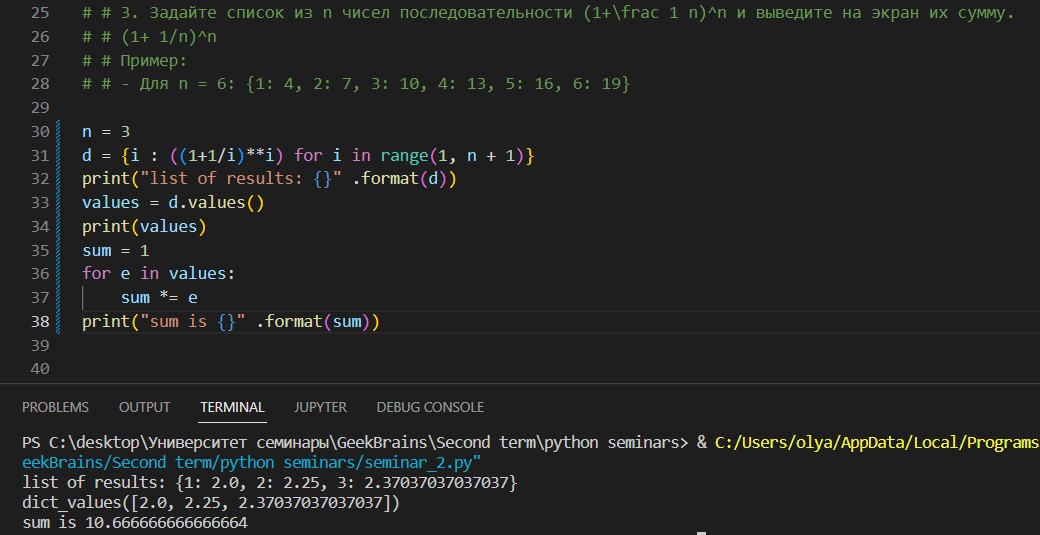 25 # # 3. Задайте список из n чисел последовательности (1+\frac 1 n)^n и выведите на экран их сумму.
26 # # (1+ 1/n)^n
27 # # Пример:
28 # # - Для n = 6: {1: 4, 2: 7, 3: 10, 4: 13, 5: 16, 6: 19}
29
30 n = 3
31 d = {i : ((1+1/i)**i) for i in range(1, n + 1)}
32 print("list of results: {}" .format(d))
33 values = d.values()
34 print(values)
35 sum = 1
36 for e in values:
37     sum *= e
38 print("sum is {}" .format(sum))
39
40
PROBLEMS OUTPUT TERMINAL JUPYTER DEBUG CONSOLE
PS C:\desktop\Университет семинары\GeekBrains\Second term\python seminars> & C:/Users/olya/AppData/Local/Programs
eekBrains/Second term/python seminars/seminar_2.py"
list of results: {1: 2.0, 2: 2.25, 3: 2.37037037037037}
dict_values([2.0, 2.25, 2.37037037037037])
sum is 10.666666666666664